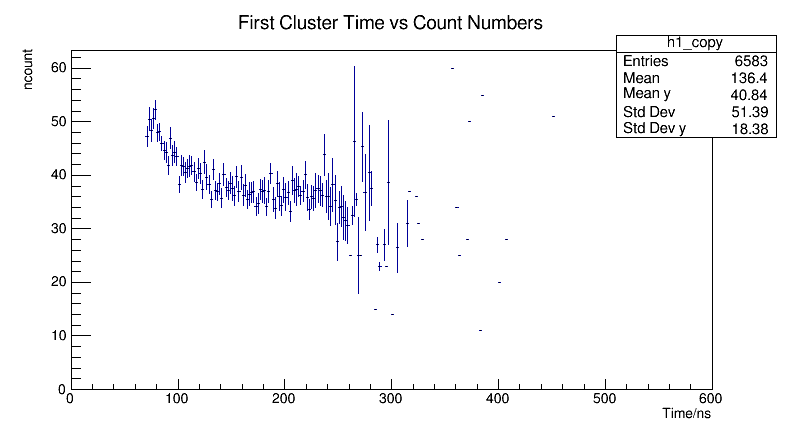 First Cluster Time vs Count Numbers
h1_copy
Entries 6583
Mean 136.4
Mean y 40.84
Std Dev 51.39
Std Dev y 18.38
ncount
60
50
40
30
20
10
0
0 100 200 300 400 500 600
Time/ns